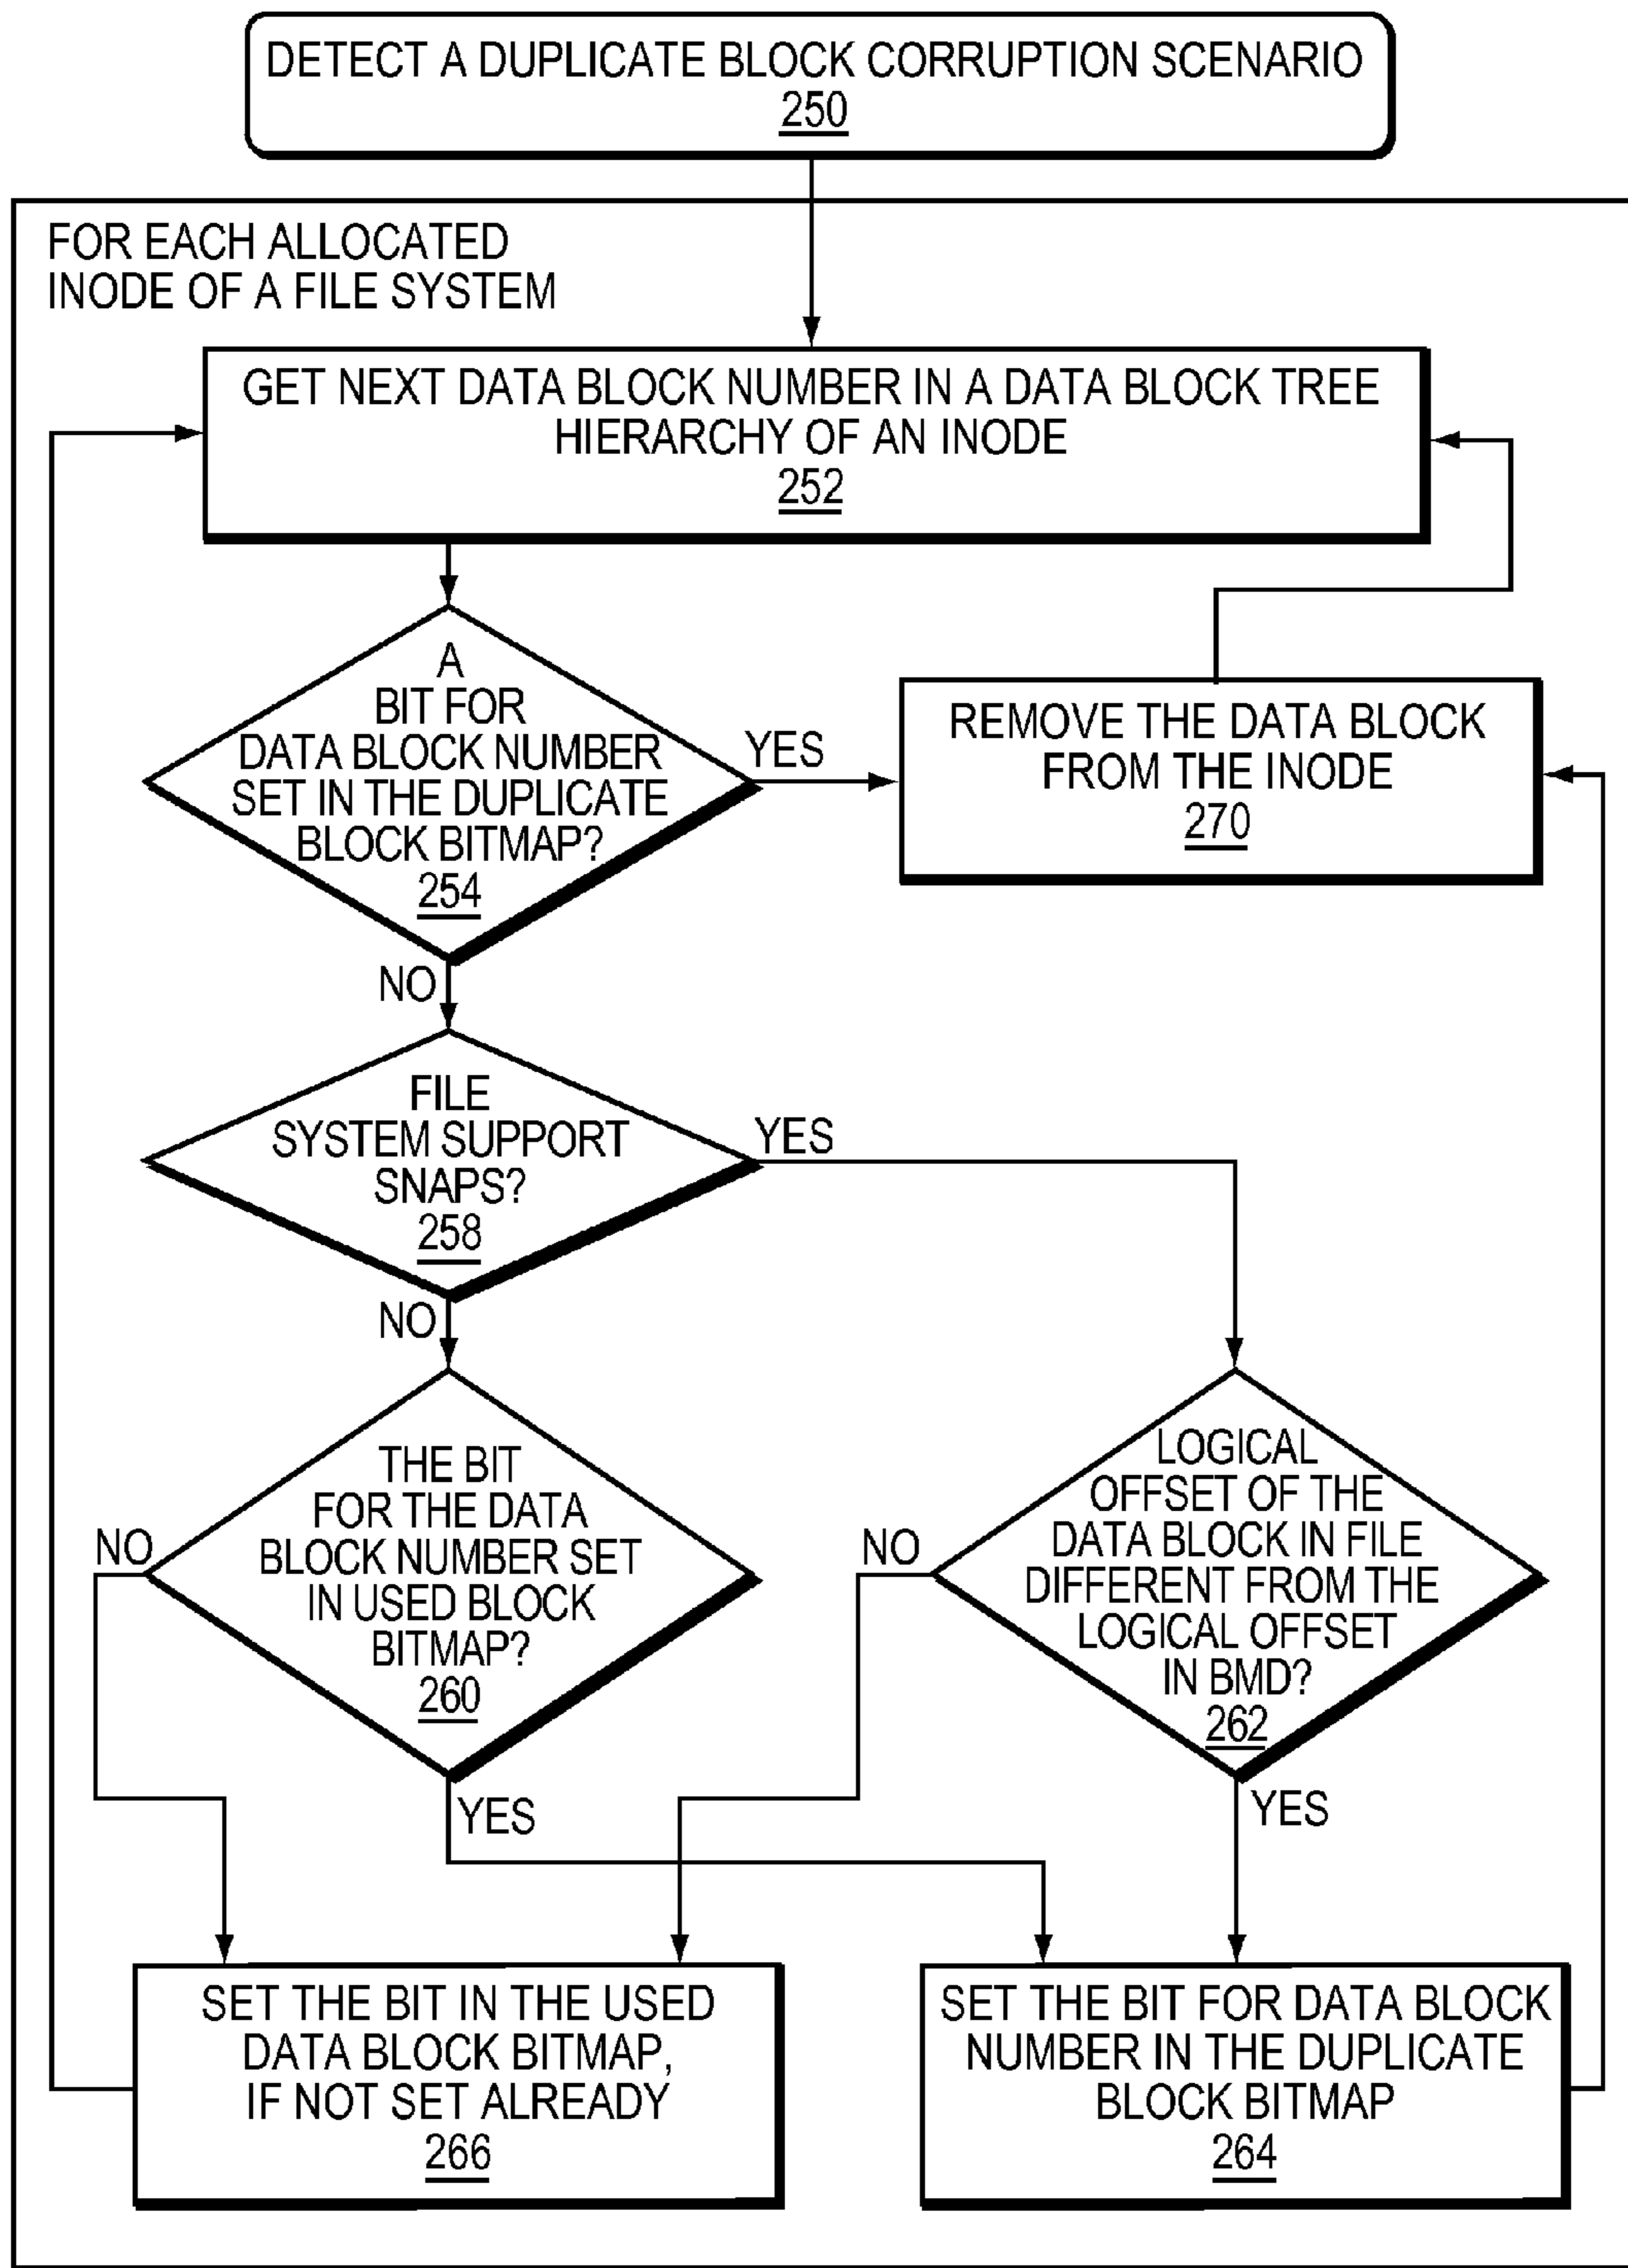 DETECT A DUPLICATE BLOCK CORRUPTION SCENARIO
250
FOR EACH ALLOCATED
INODE OF A FILE SYSTEM
GET NEXT DATA BLOCK NUMBER IN A DATA BLOCK TREE
HIERARCHY OF AN INODE
252
A
BIT FOR
DATA BLOCK NUMBER
SET IN THE DUPLICATE
BLOCK BITMAP?
254
YES
NO
REMOVE THE DATA BLOCK
FROM THE INODE
270
FILE
SYSTEM SUPPORT
SNAPS?
258
YES
NO
THE BIT
FOR THE DATA
BLOCK NUMBER SET
IN USED BLOCK
BITMAP?
260
NO
YES
LOGICAL
OFFSET OF THE
DATA BLOCK IN FILE
DIFFERENT FROM THE
LOGICAL OFFSET
IN BMD?
262
NO
YES
SET THE BIT IN THE USED
DATA BLOCK BITMAP,
IF NOT SET ALREADY
266
SET THE BIT FOR DATA BLOCK
NUMBER IN THE DUPLICATE
BLOCK BITMAP
264